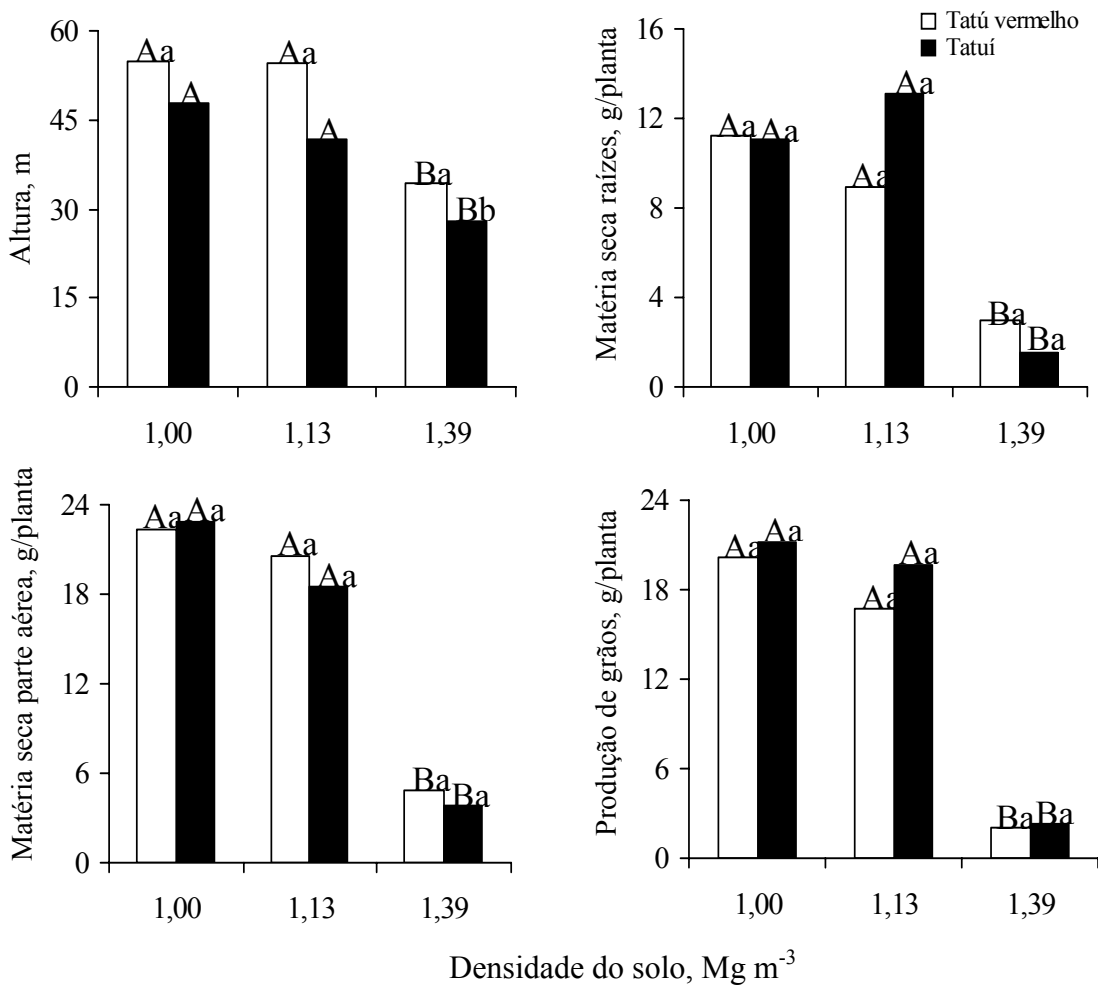 Altura, m
60
45
30
15
0
Aa
A
Aa
A
Ba
Bb
1,00
1,13
1,39
Tatú vermelho
Tatuí
Matéria seca raízes, g/planta
16
12
8
4
0
Aa
Aa
Aa
Aa
Ba
Ba
1,00
1,13
1,39
Matéria seca parte aérea, g/planta
24
18
12
6
0
Aa
Aa
Aa
Aa
Ba
Ba
1,00
1,13
1,39
Produção de grãos, g/planta
24
18
12
6
0
Aa
Aa
Aa
Aa
Ba
Ba
1,00
1,13
1,39
Densidade do solo, Mg m⁻³